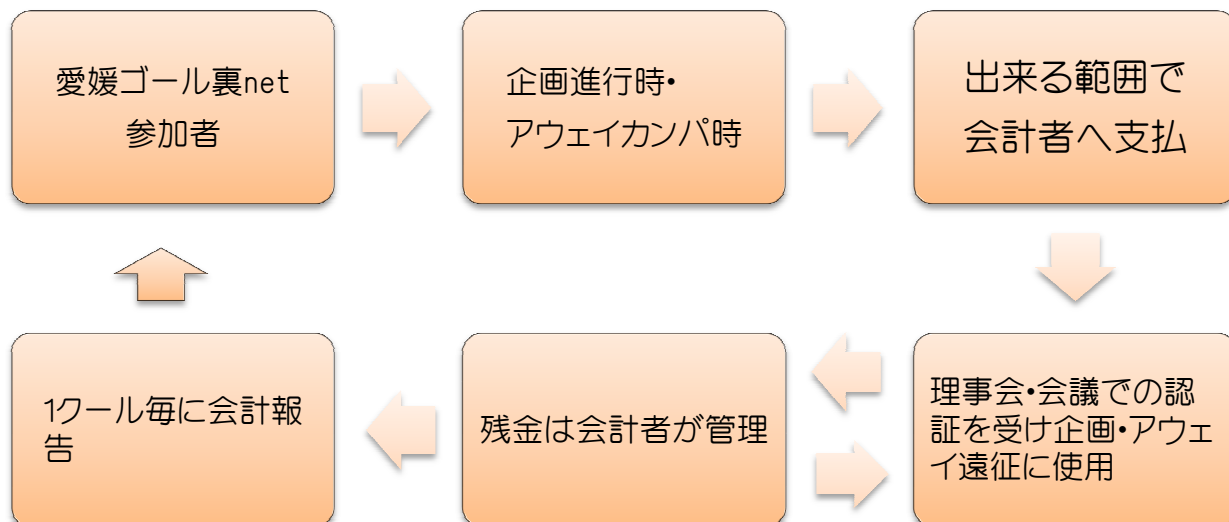 愛媛ゴール裏net
参加者
企画進行時・
アウェイカンパ時
出来る範囲で
会計者へ支払
理事会・会議での認
証を受け企画・アウェ
イ遠征に使用
残金は会計者が管理
1クール毎に会計報
告